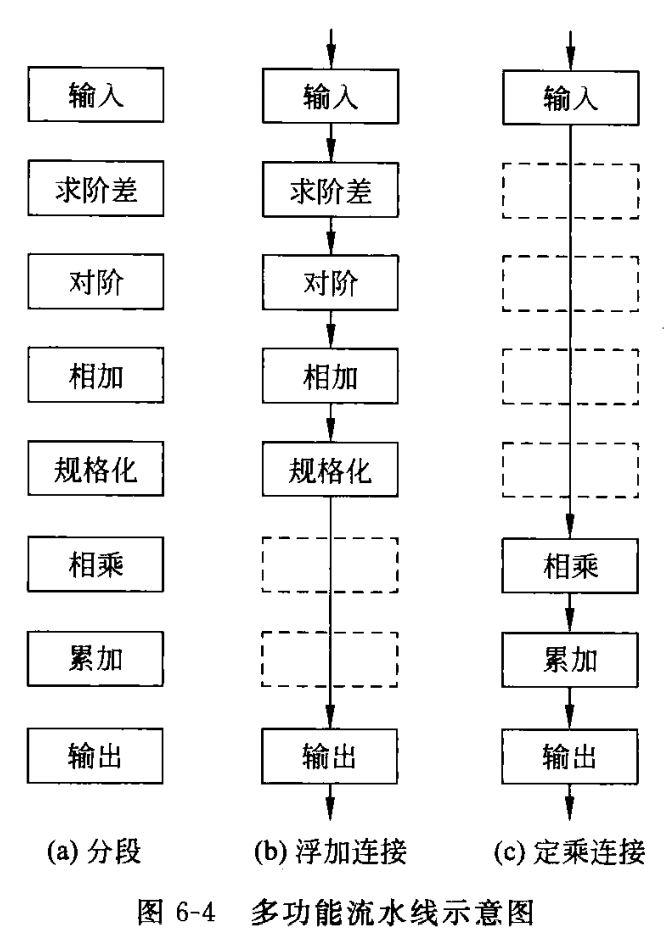 输入 输入 输入
求阶差 求阶差
对阶 对阶
相加 相加
规格化 规格化
相乘 相乘
累加 累加
输出 输出 输出
(a) 分段 (b) 浮加连接 (c) 定乘连接
图 6-4 多功能流水线示意图